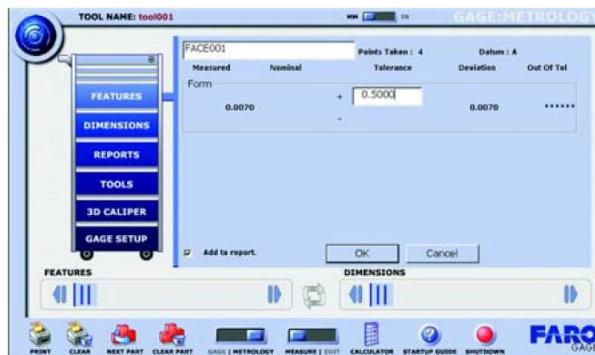 TOOL NAME: tool001
MM IN
GAGE:METROLOGY
FACE001
Points Taken : 4 Datum : A
Measured Nominal Tolerance Deviation Out Of Tol
Form
0.0070 + 0.5000 0.0070 ******
-
FEATURES
DIMENSIONS
REPORTS
TOOLS
3D CALIPER
GAGE SETUP
Add to report. OK Cancel
FEATURES DIMENSIONS
PRINT CLEAR NEXT PART CLEAR PART GAGE | METROLOGY MEASURE | EDIT CALCULATOR STARTUP GUIDE SHUTDOWN
FARO
GAGE